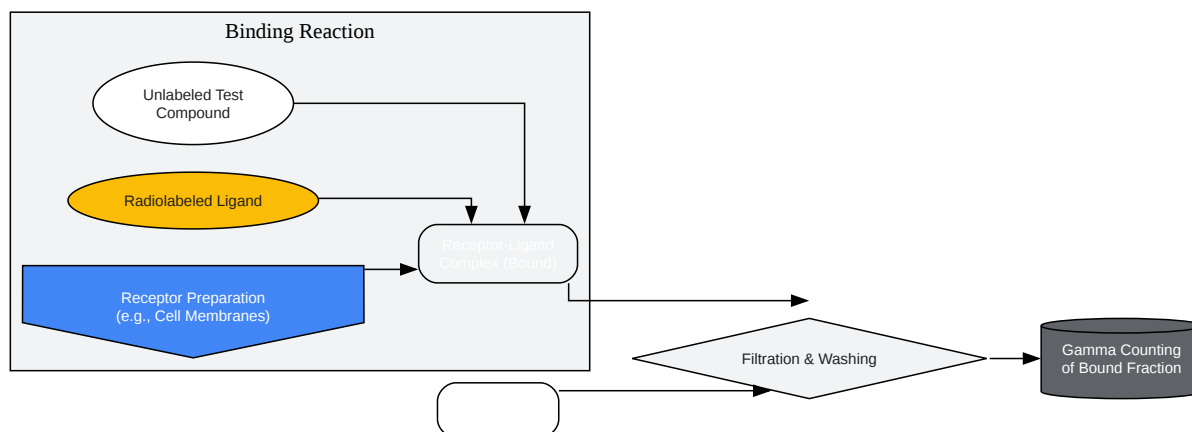 Binding Reaction
Unlabeled Test
Compound
Radiolabeled Ligand
Receptor-Ligand
Complex (Bound)
Receptor Preparation
(e.g., Cell Membranes)
Filtration & Washing
Gamma Counting
of Bound Fraction